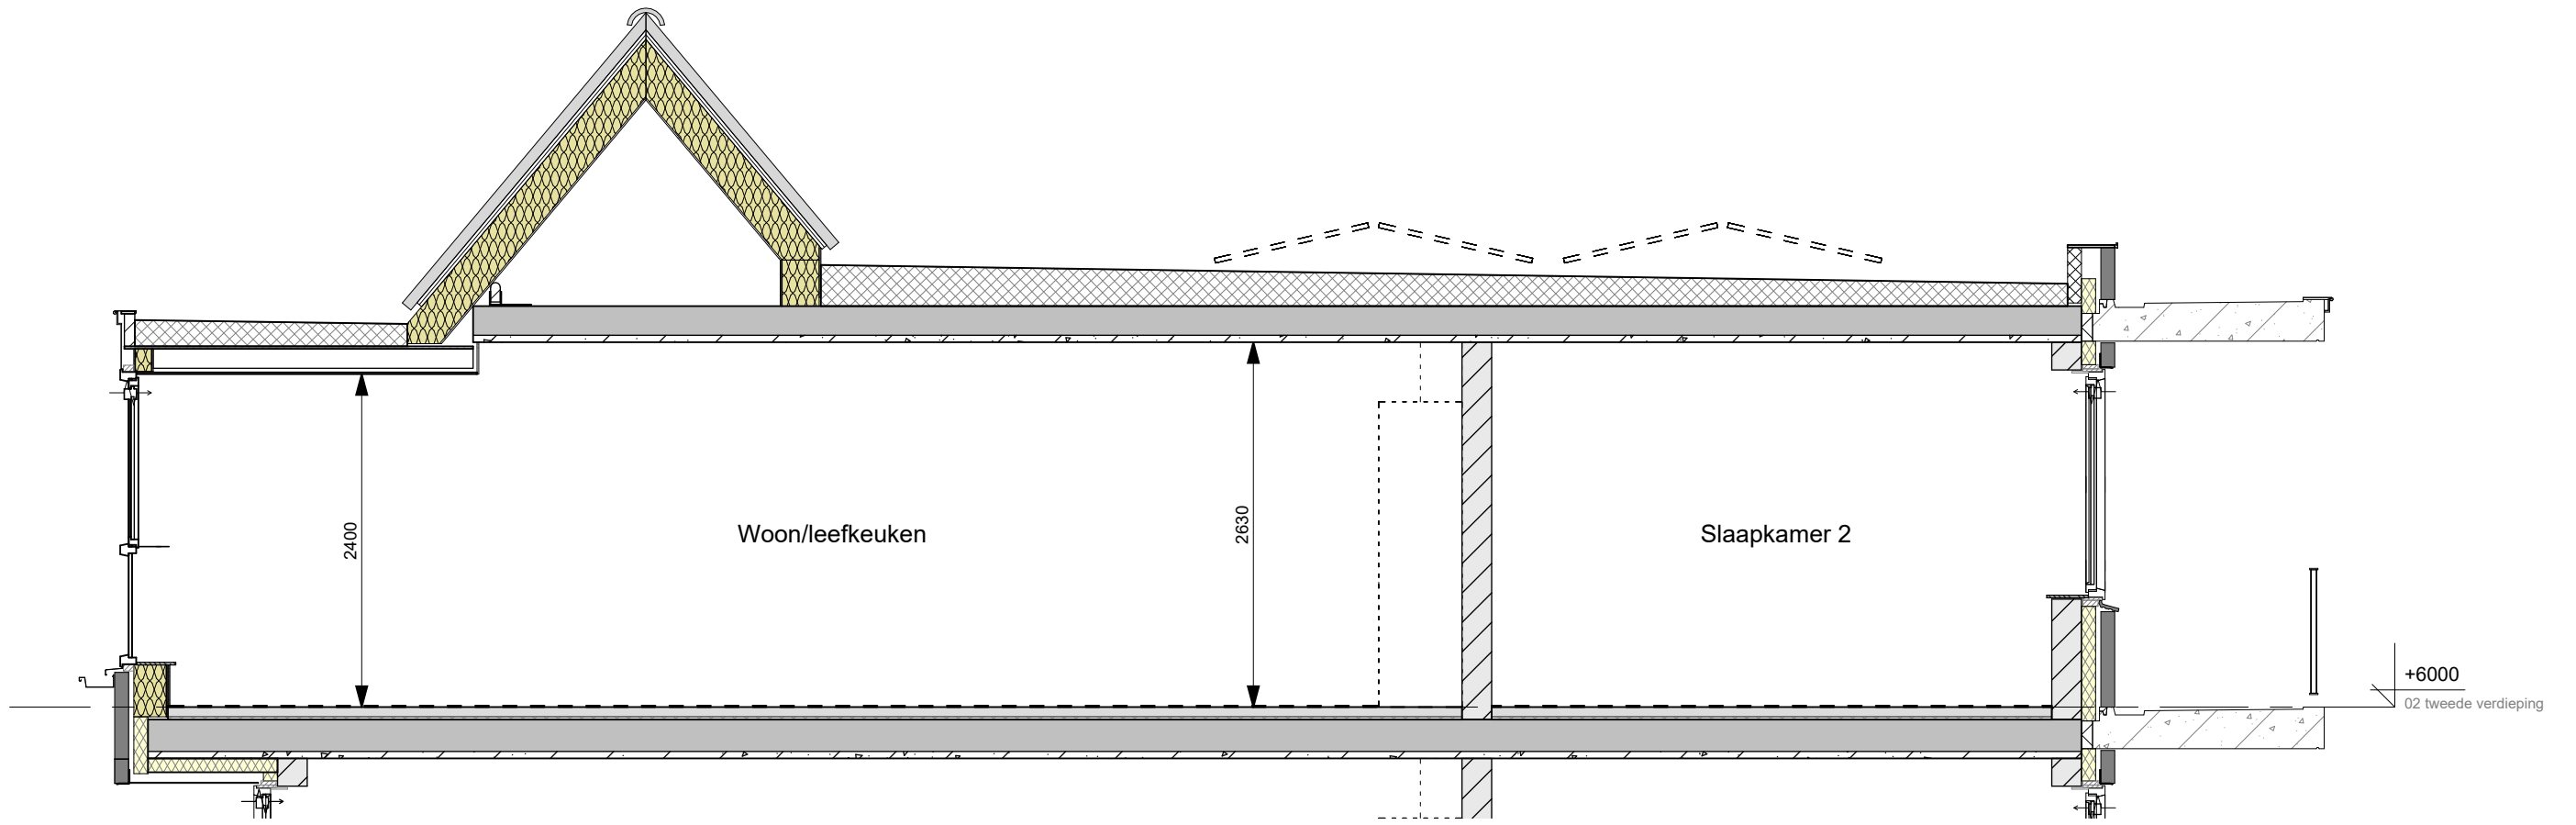 2400
Woon/leefkeuken
2630
Slaapkamer 2
+6000
02 tweede verdieping